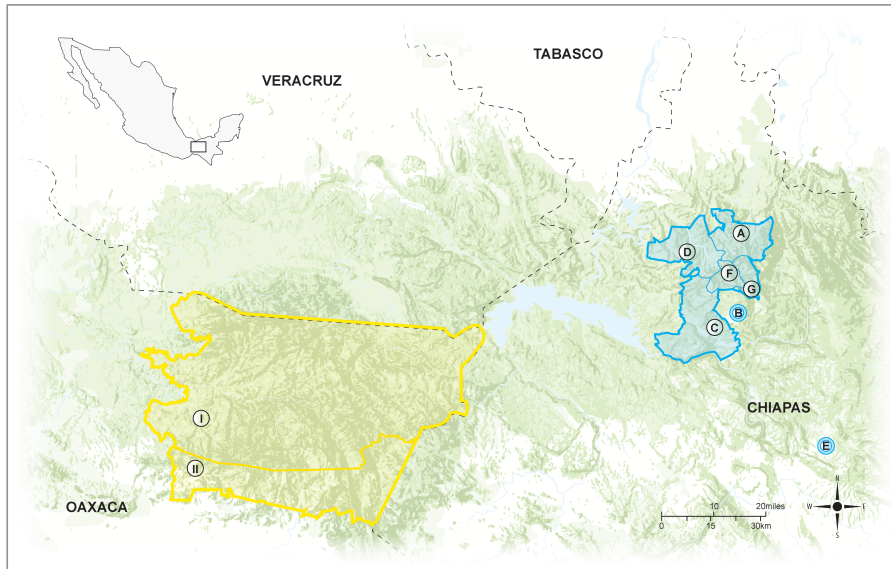 TABASCO
VERACRUZ
A
D
F
G
B
C
CHIAPAS
I
E
II
N
W E
S
OAXACA
10 20miles
0 15 30km